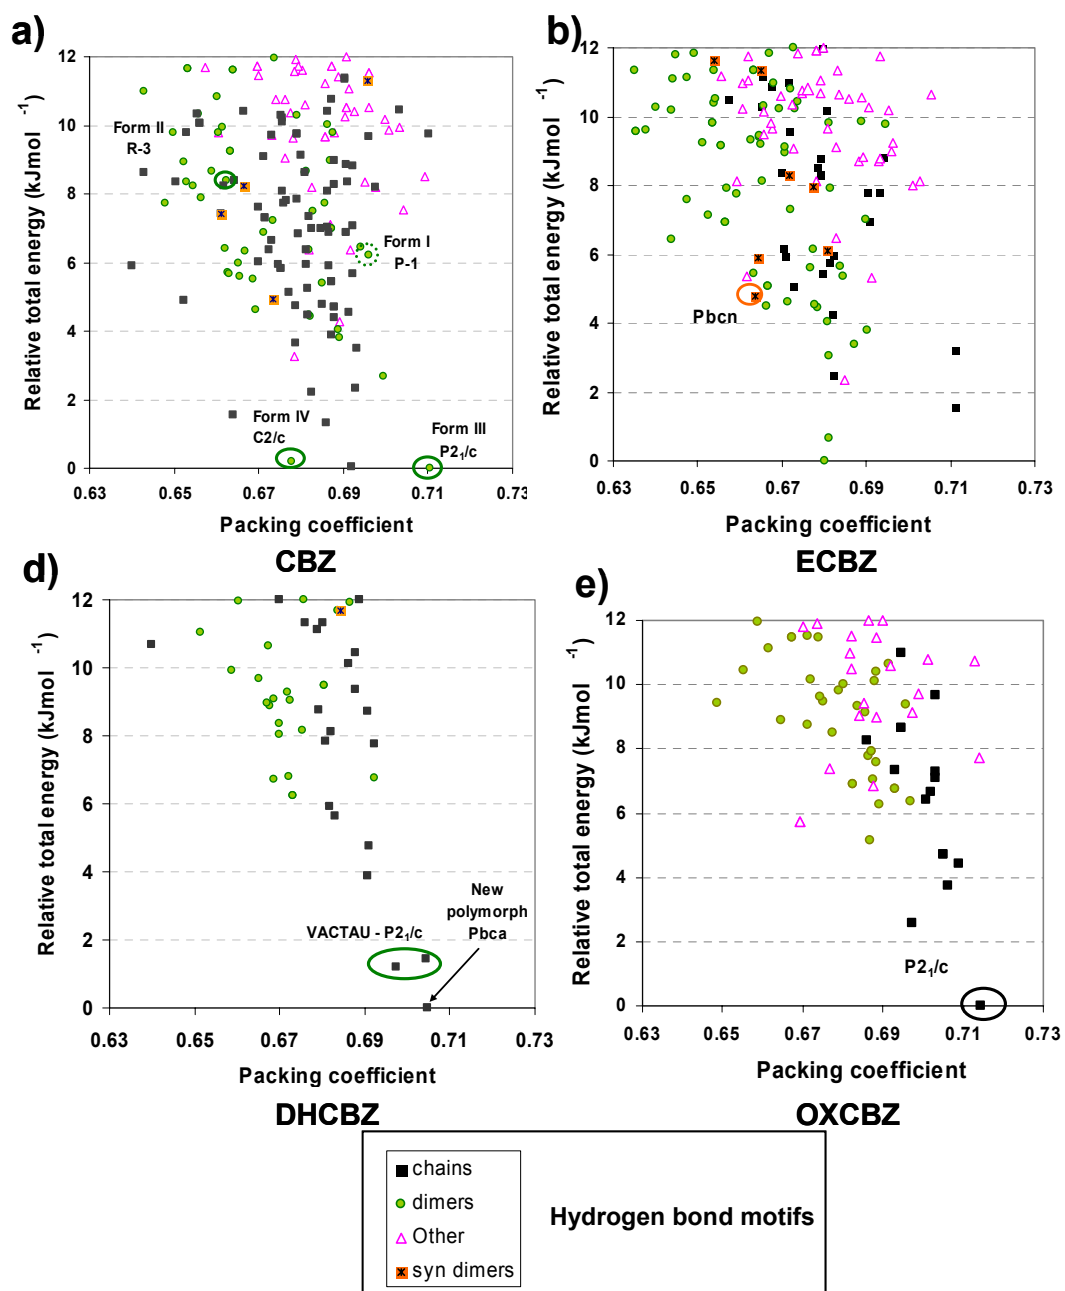 a)
Relative total energy (kJmol⁻¹)
12
10
8
6
4
2
0
Form II
R-3
Form I
P-1
Form IV
C2/c
Form III
P2₁/c
0.63 0.65 0.67 0.69 0.71 0.73
Packing coefficient
CBZ
b)
Relative total energy (kJmol⁻¹)
12
10
8
6
4
2
0
Pbcn
0.63 0.65 0.67 0.69 0.71 0.73
Packing coefficient
ECBZ
d)
Relative total energy (kJmol⁻¹)
12
10
8
6
4
2
0
New
polymorph
Pbca
VACTAU - P2₁/c
0.63 0.65 0.67 0.69 0.71 0.73
Packing coefficient
DHCBZ
e)
Relative total energy (kJmol⁻¹)
12
10
8
6
4
2
0
P2₁/c
0.63 0.65 0.67 0.69 0.71 0.73
Packing coefficient
OXCBZ
chains
dimers
Other
syn dimers
Hydrogen bond motifs